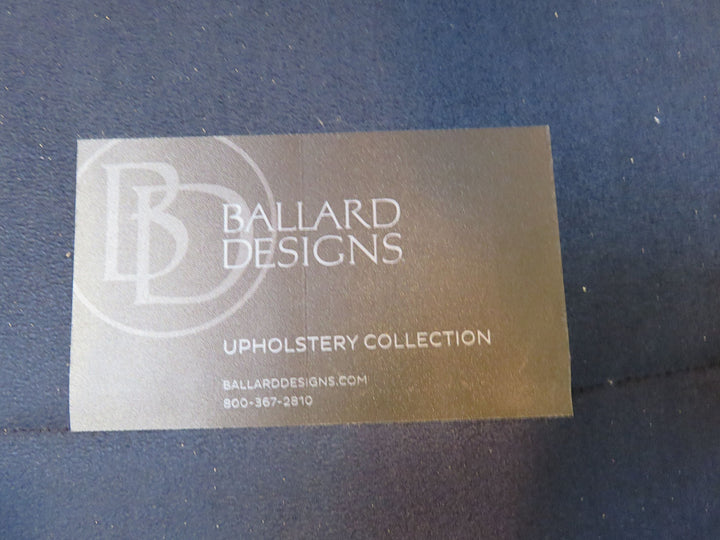 BD
BALLARD
DESIGNS
UPHOLSTERY COLLECTION
BALLARDDESIGNS.COM
800-367-2810